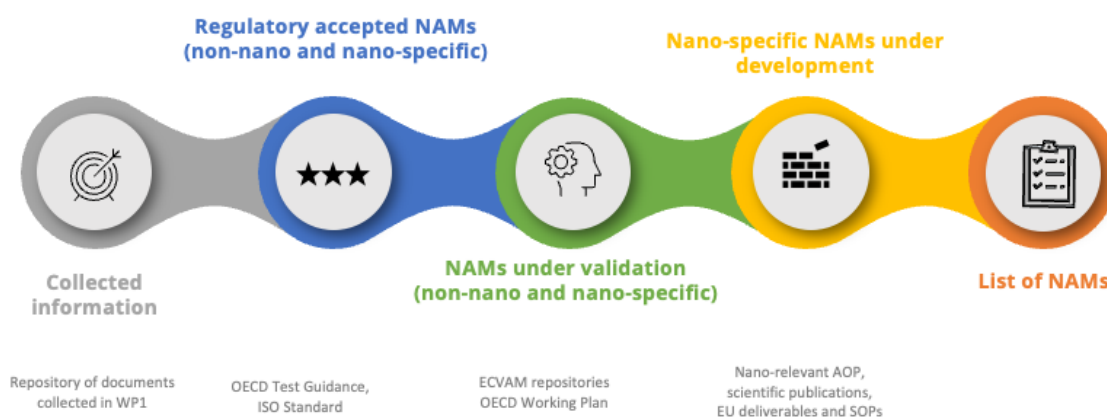 Regulatory accepted NAMs
(non-nano and nano-specific)
Nano-specific NAMs under
development
Collected
information
NAMs under validation
(non-nano and nano-specific)
List of NAMs
Repository of documents
collected in WP1
OECD Test Guidance,
ISO Standard
ECVAM repositories
OECD Working Plan
Nano-relevant AOP,
scientific publications,
EU deliverables and SOPs